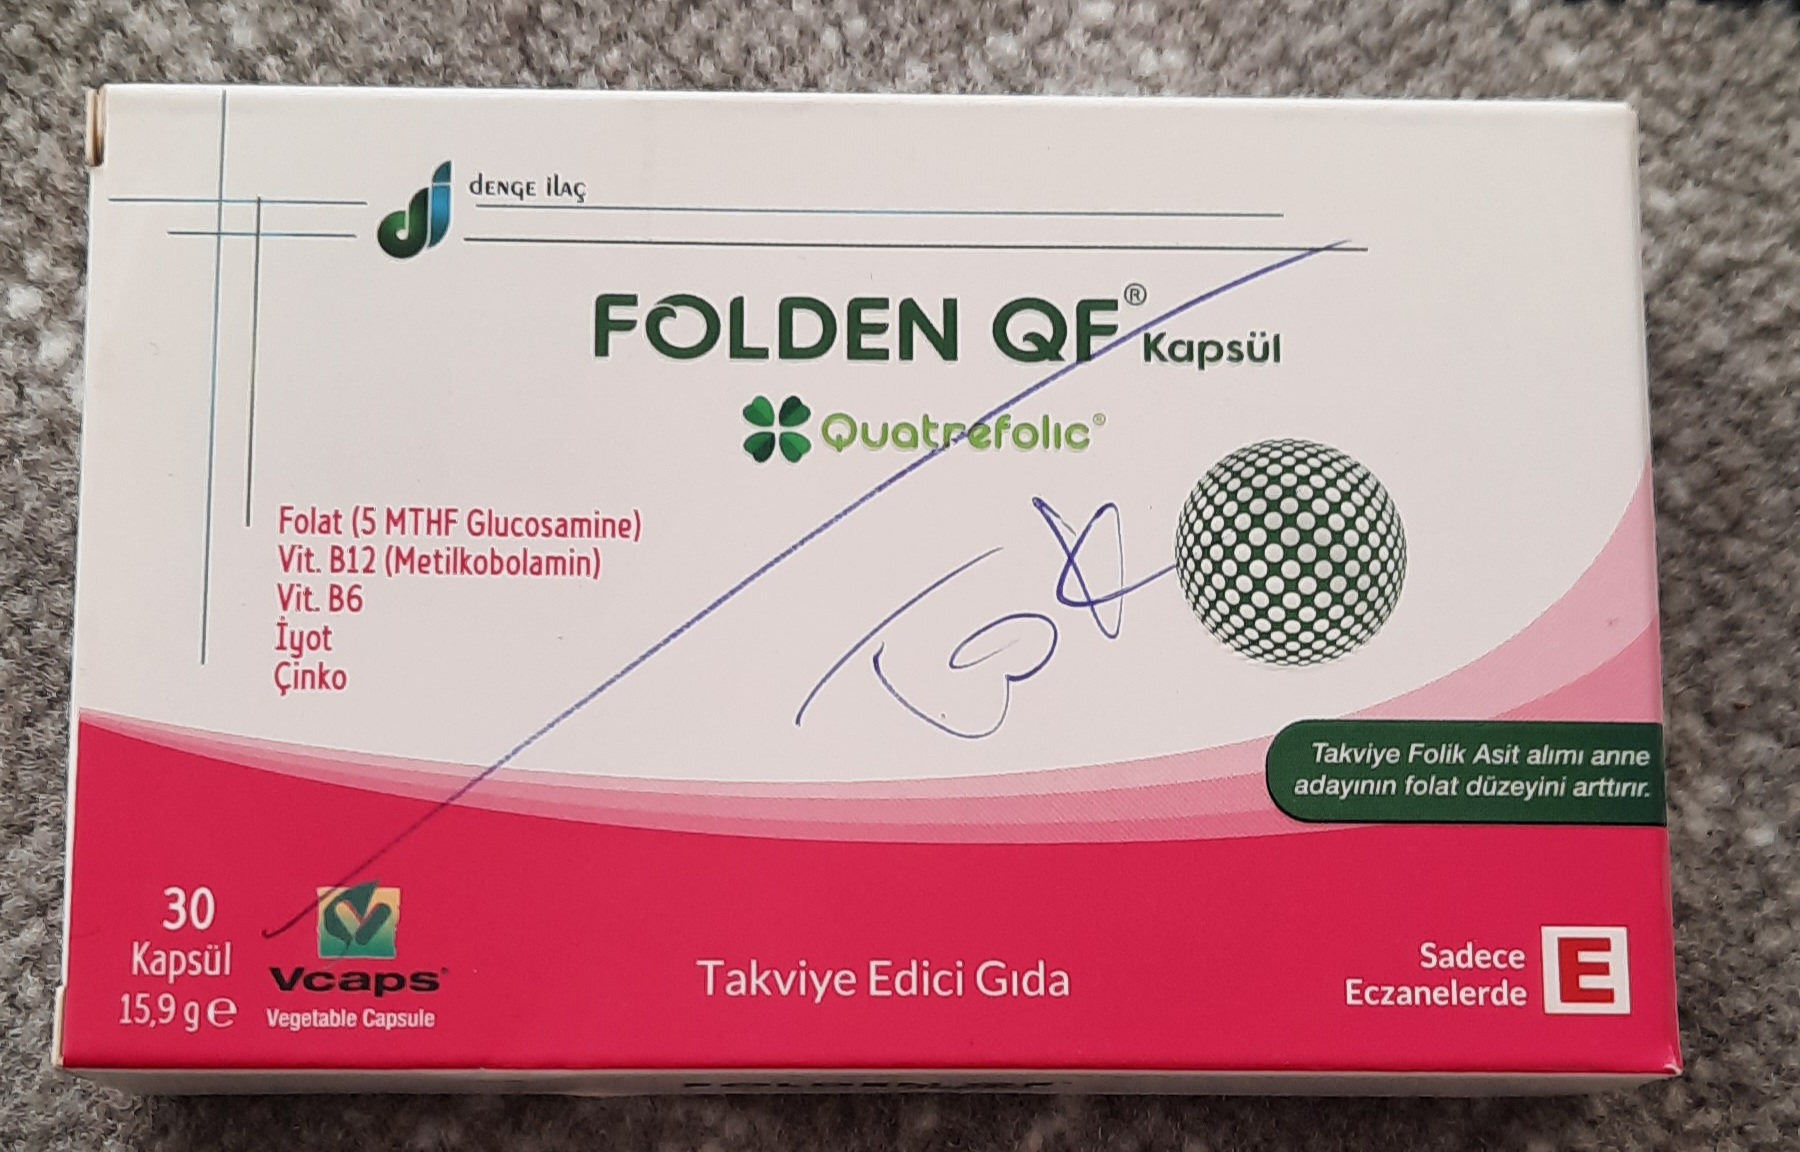 dENGE ilAÇ
FOLDEN QF® Kapsül
Quatrefolic®
Folat (5 MTHF Glucosamine)
Vit. B12 (Metilkobolamin)
Vit. B6
İyot
Çinko
Takviye Folik Asit alımı anne
adayının folat düzeyini arttırır.
30
Kapsül
15,9 g e
Vcaps
Vegetable Capsule
Takviye Edici Gıda
Sadece
Eczanelerde
E